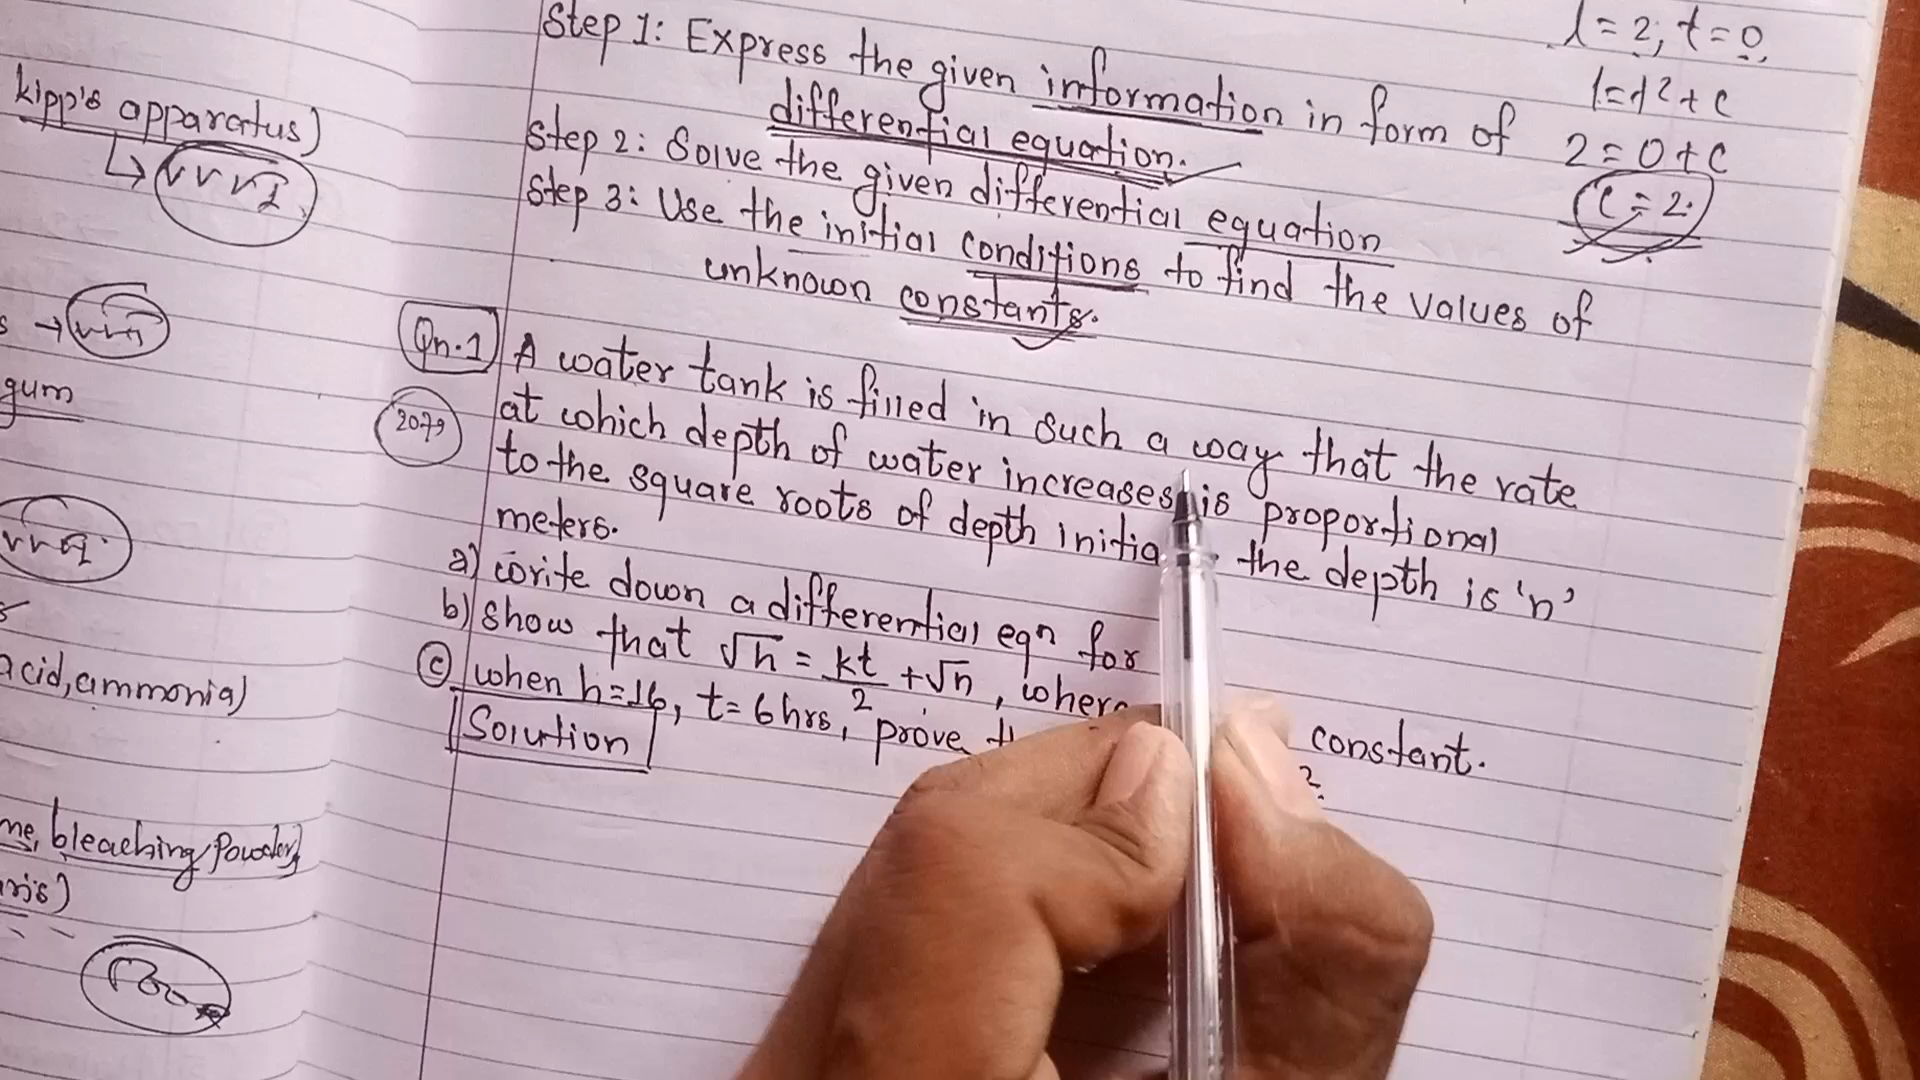 kipp's apparatus)
gum
acid, ammonia)
me, bleaching powder,
Step 1: Express the given information in form of
differential equation.
Step 2: Solve the given differential equation
Step 3: Use the initial conditions to find the values of
unknown constants.
l = 2, t = 0,
2 = 0 + c
c = 2.
Qn.1 A water tank is filled in such a way that the rate
2079
at which depth of water increases is proportional
to the square roots of depth initia the depth is 'n'
meters.
a) write down a differential eqn for
b) show that √h = kt/2 + √n, where constant.
c) when h = 16, t = 6 hrs, prove ?
Solution